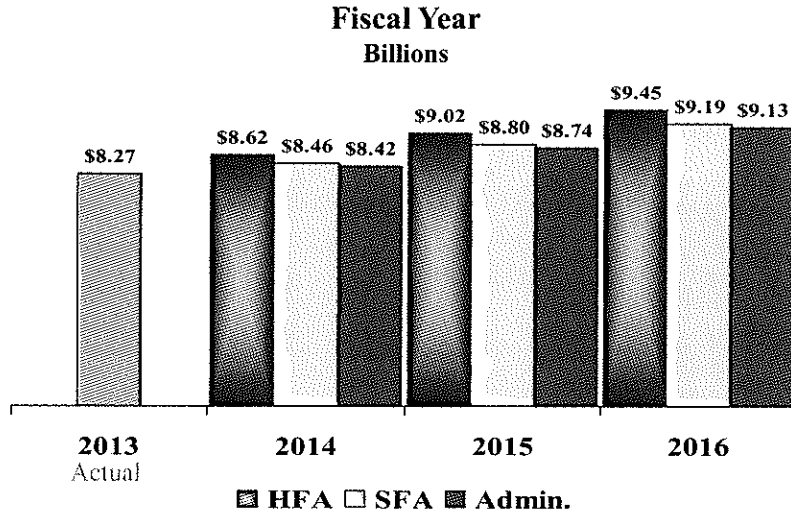 Fiscal Year
Billions
$8.27
$8.62
$8.46
$8.42
$9.02
$8.80
$8.74
$9.45
$9.19
$9.13
2013
Actual
2014
2015
2016
HFA
SFA
Admin.